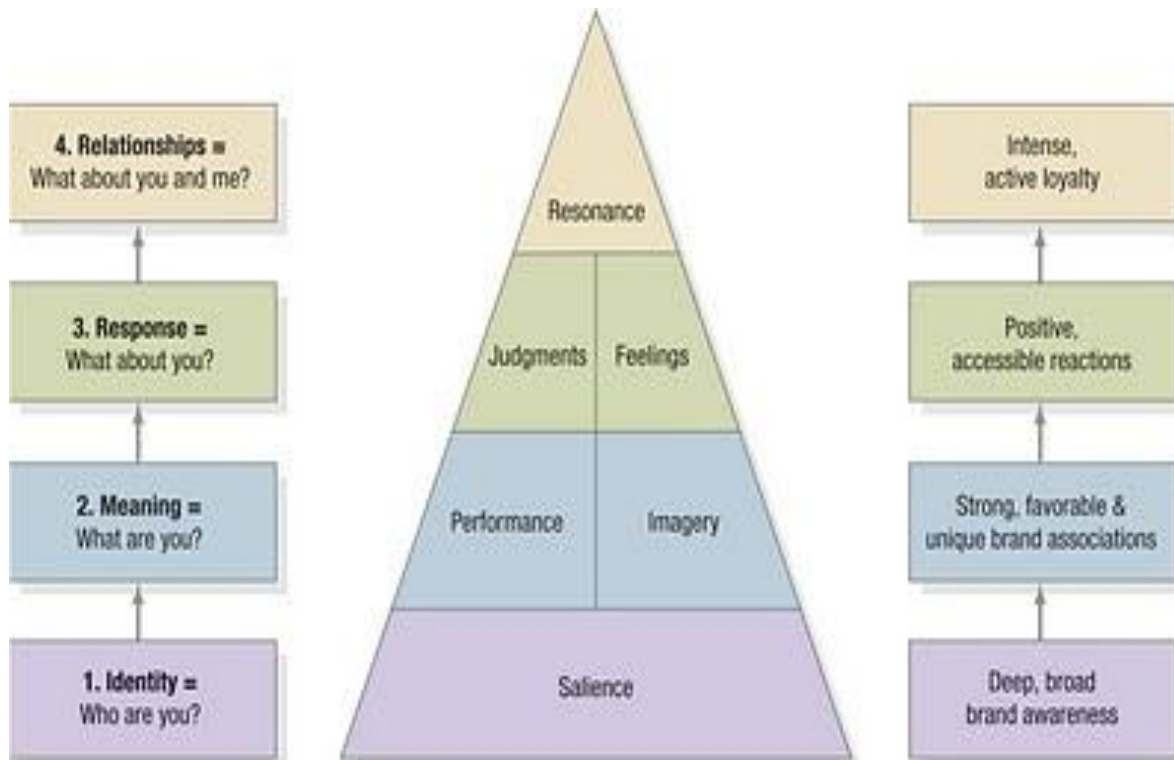 4. Relationships =
What about you and me?
3. Response =
What about you?
2. Meaning =
What are you?
1. Identity =
Who are you?
Resonance
Judgments
Feelings
Performance
Imagery
Salience
Intense,
active loyalty
Positive,
accessible reactions
Strong, favorable &
unique brand associations
Deep, broad
brand awareness